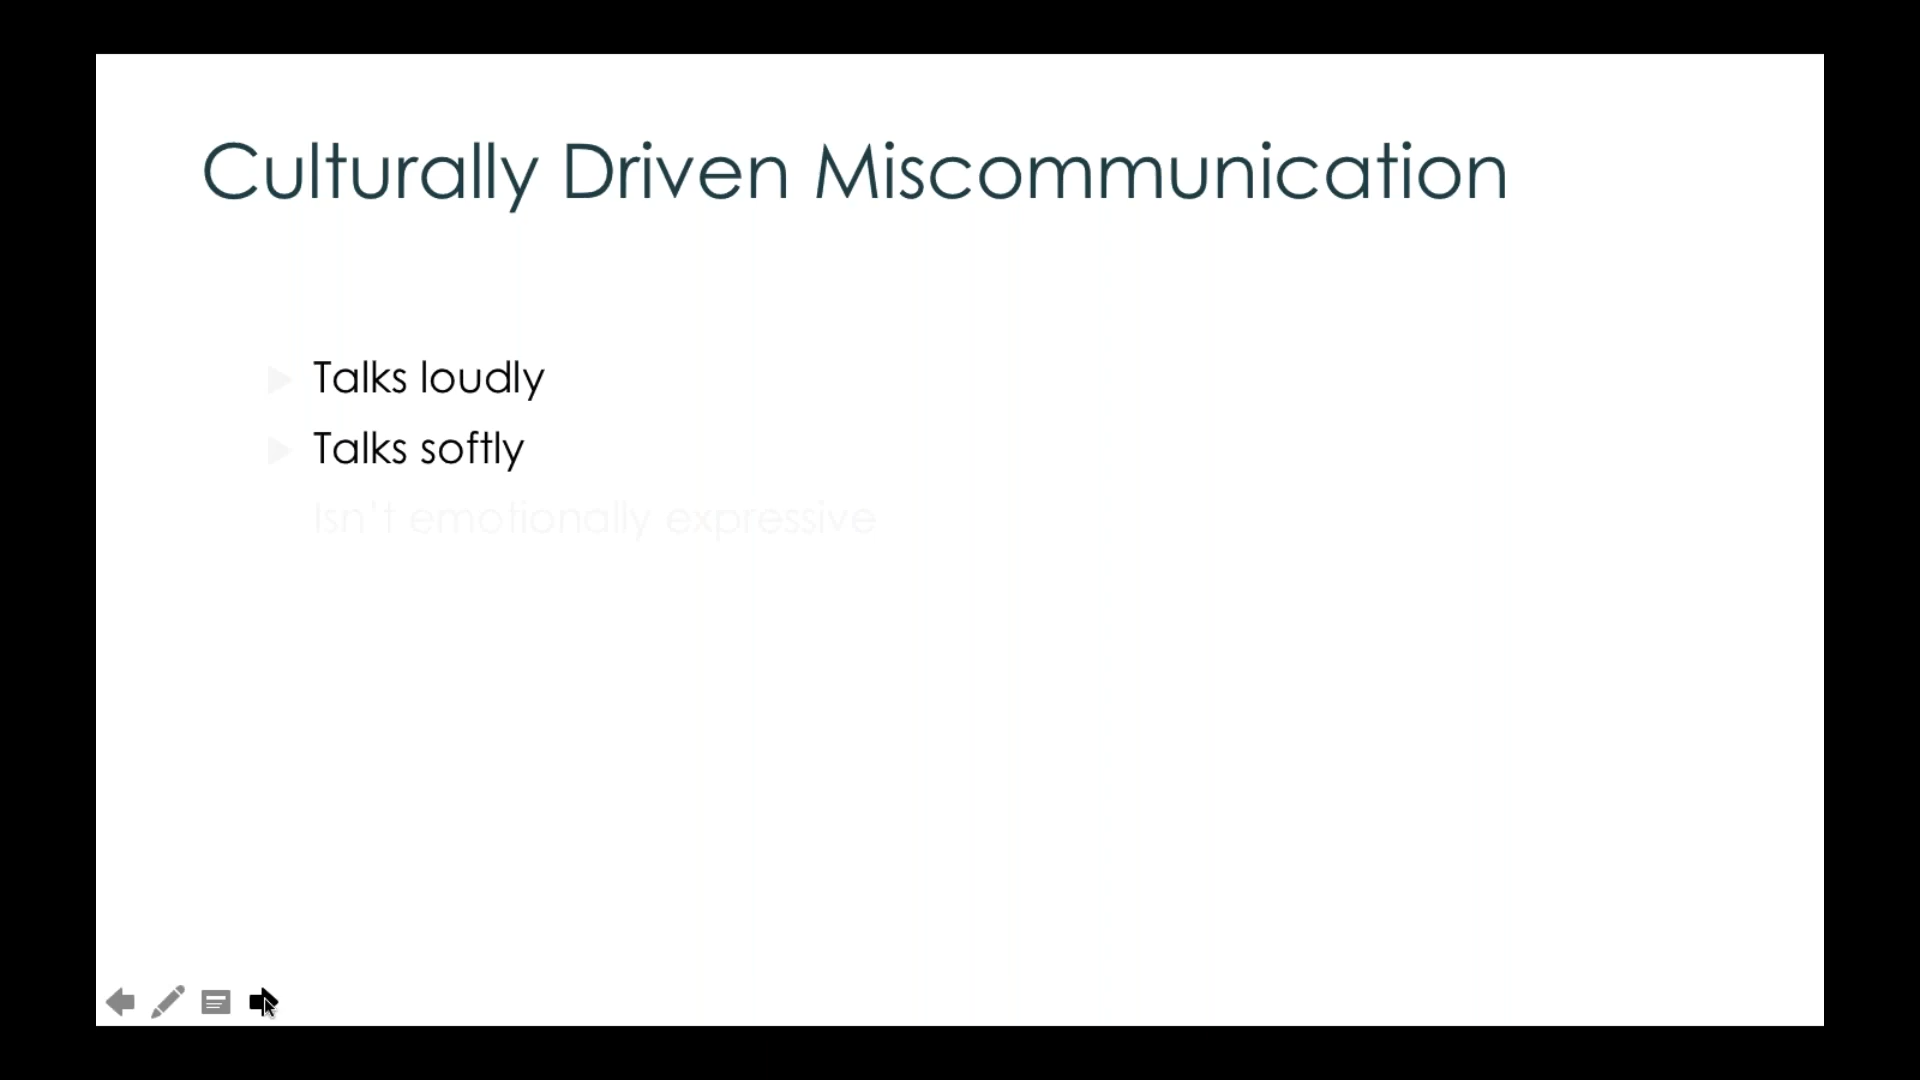 Culturally Driven Miscommunication
Talks loudly
Talks softly
Isn't emotionally expressive